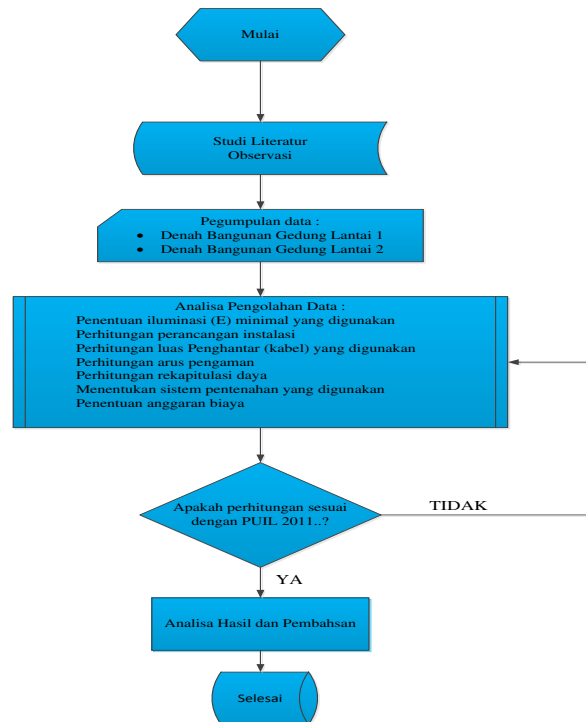 Mulai
Studi Literatur
Observasi
Pegumpulan data :
• Denah Bangunan Gedung Lantai 1
• Denah Bangunan Gedung Lantai 2
Analisa Pengolahan Data :
Penentuan iluminasi (E) minimal yang digunakan
Perhitungan perancangan instalasi
Perhitungan luas Penghantar (kabel) yang digunakan
Perhitungan arus pengaman
Perhitungan rekapitulasi daya
Menentukan sistem pentenahan yang digunakan
Penentuan anggaran biaya
Apakah perhitungan sesuai
dengan PUIL 2011..?
TIDAK
YA
Analisa Hasil dan Pembahsan
Selesai